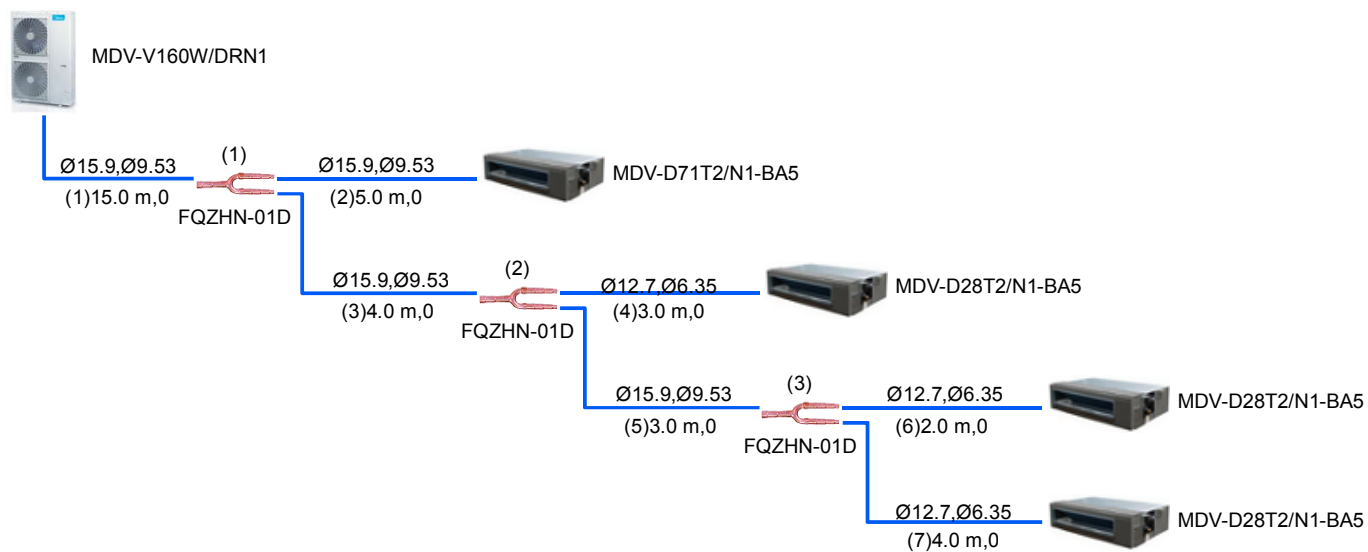 MDV-V160W/DRN1
Ø15.9,Ø9.53
(1)15.0 m,0
(1)
FQZHN-01D
Ø15.9,Ø9.53
(2)5.0 m,0
MDV-D71T2/N1-BA5
Ø15.9,Ø9.53
(3)4.0 m,0
(2)
FQZHN-01D
Ø12.7,Ø6.35
(4)3.0 m,0
MDV-D28T2/N1-BA5
Ø15.9,Ø9.53
(5)3.0 m,0
(3)
FQZHN-01D
Ø12.7,Ø6.35
(6)2.0 m,0
MDV-D28T2/N1-BA5
Ø12.7,Ø6.35
(7)4.0 m,0
MDV-D28T2/N1-BA5